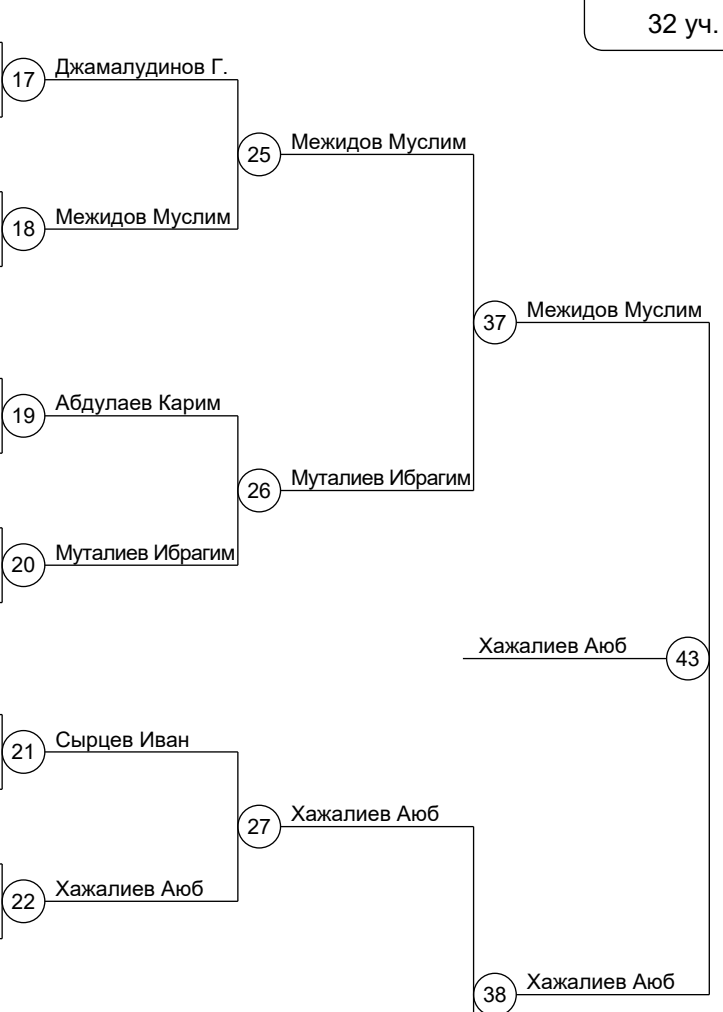 32 уч.
17 Джамалудинов Г.
25 Межидов Муслим
18 Межидов Муслим
37 Межидов Муслим
19 Абдулаев Карим
26 Муталиев Ибрагим
20 Муталиев Ибрагим
Хажалиев Аюб 43
21 Сырцев Иван
27 Хажалиев Аюб
22 Хажалиев Аюб
38 Хажалиев Аюб